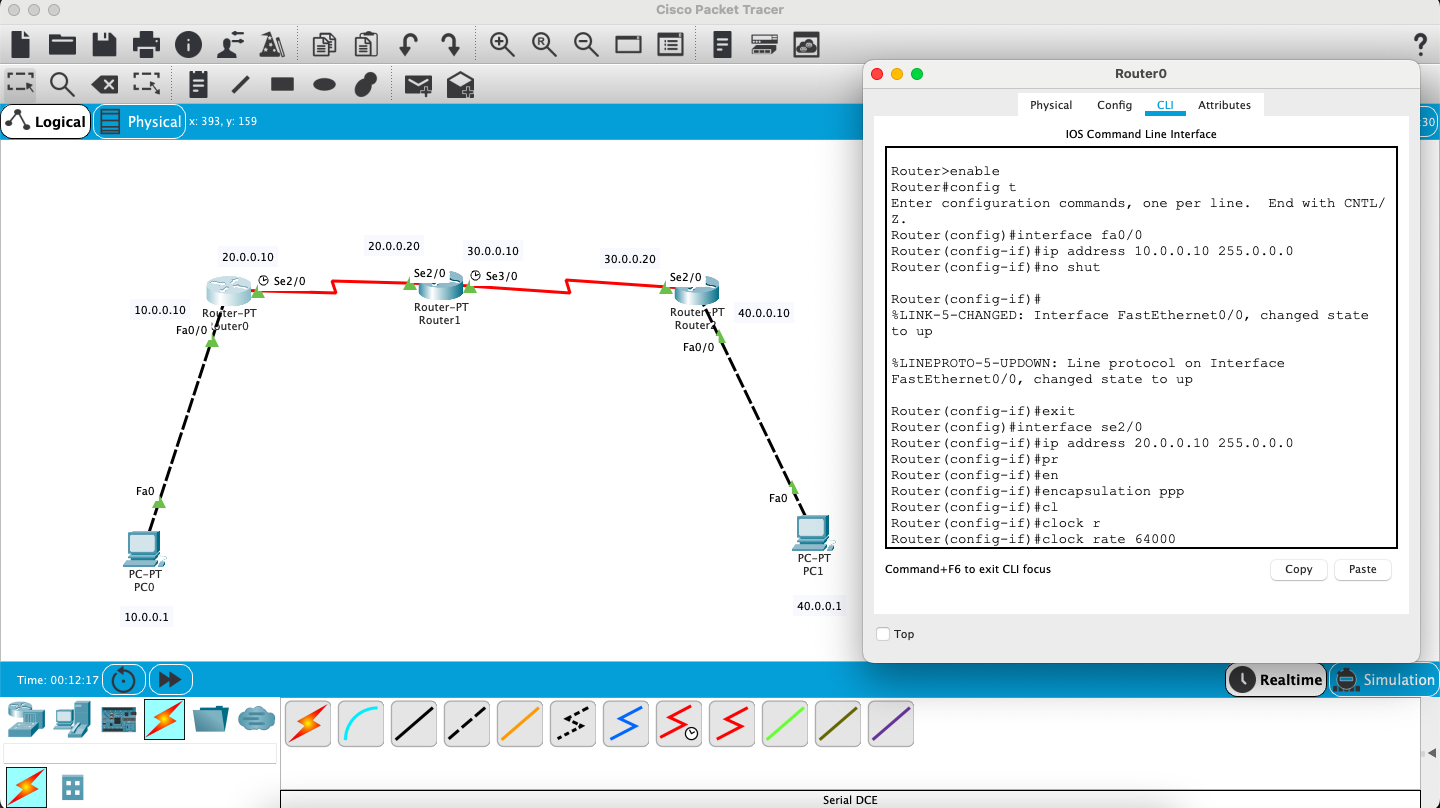 Cisco Packet Tracer
Logical
Physical
x: 393, y: 159
30
20.0.0.10
20.0.0.20
30.0.0.10
30.0.0.20
Se2/0
Se2/0
Se3/0
Se2/0
10.0.0.10
Router-PT
Fa0/0
Router-PT
Router1
40.0.0.10
Fa0/0
Fa0
Fa0
PC-PT
PC0
10.0.0.1
PC-PT
PC1
40.0.0.1
Router0
Physical
Config
CLI
Attributes
IOS Command Line Interface
Router>enable
Router#config t
Enter configuration commands, one per line.  End with CNTL/
Z.
Router(config)#interface fa0/0
Router(config-if)#ip address 10.0.0.10 255.0.0.0
Router(config-if)#no shut
Router(config-if)#
%LINK-5-CHANGED: Interface FastEthernet0/0, changed state
to up
%LINEPROTO-5-UPDOWN: Line protocol on Interface
FastEthernet0/0, changed state to up
Router(config-if)#exit
Router(config)#interface se2/0
Router(config-if)#ip address 20.0.0.10 255.0.0.0
Router(config-if)#pr
Router(config-if)#en
Router(config-if)#encapsulation ppp
Router(config-if)#cl
Router(config-if)#clock r
Router(config-if)#clock rate 64000
Command+F6 to exit CLI focus
Copy
Paste
Top
Time: 00:12:17
Realtime
Simulation
Serial DCE